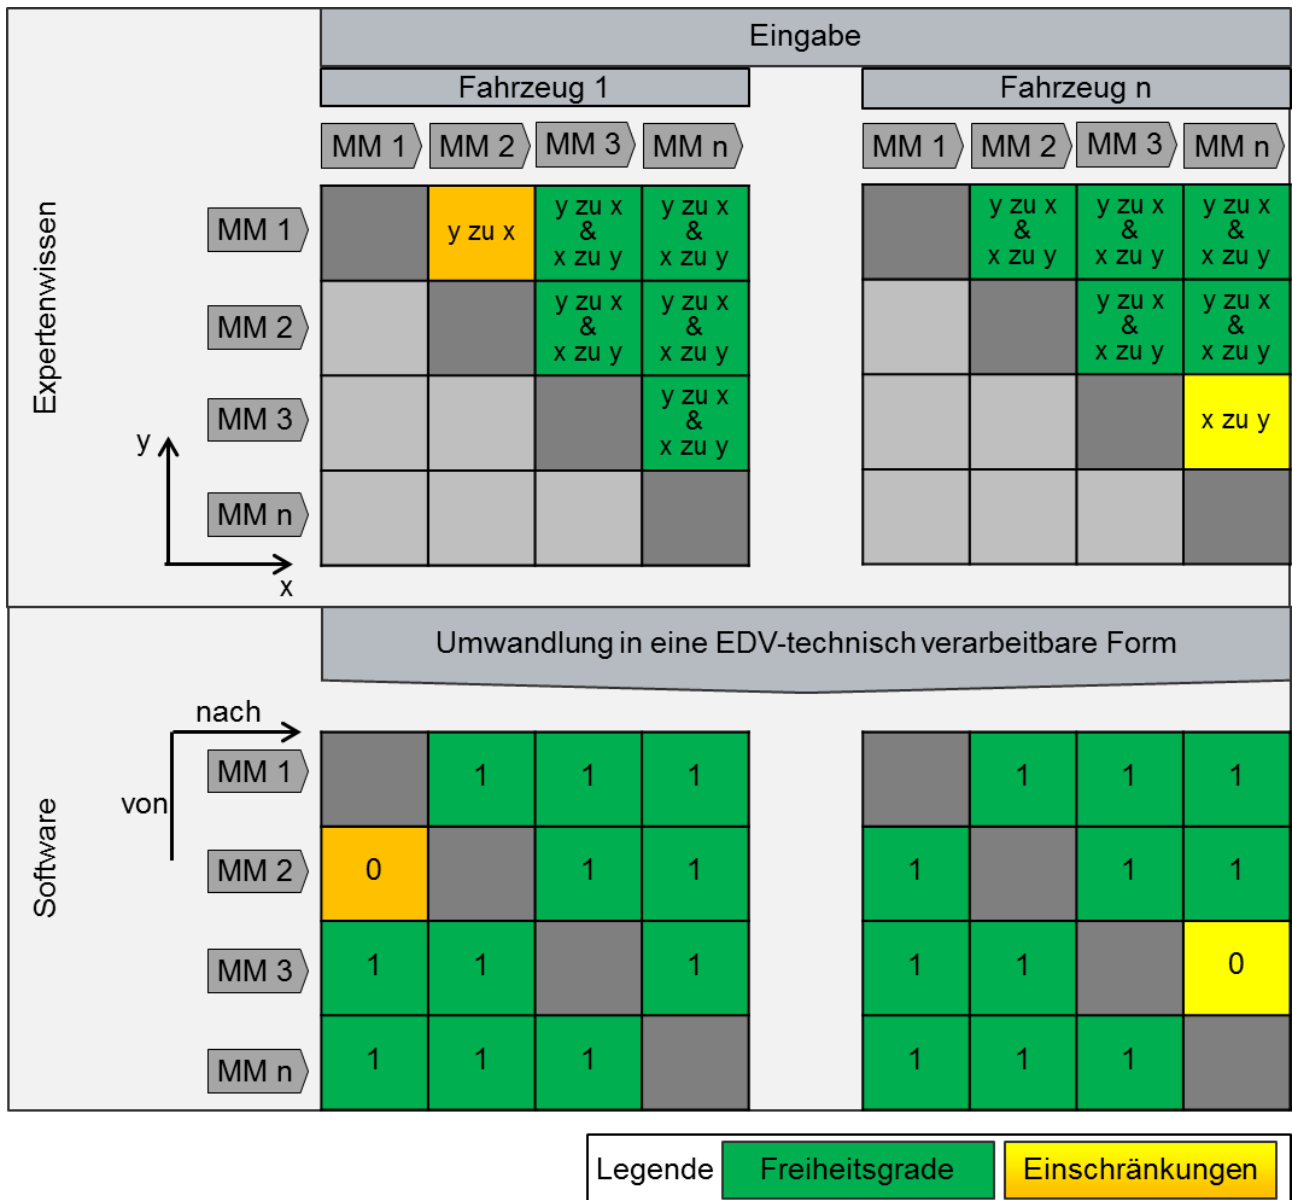 Eingabe
Fahrzeug 1
Fahrzeug n
MM 1 MM 2 MM 3 MM n
MM 1 MM 2 MM 3 MM n
Expertenwissen
MM 1
y zu x
y zu x
&
x zu y
y zu x
&
x zu y
y zu x
&
x zu y
y zu x
&
x zu y
y zu x
&
x zu y
MM 2
y zu x
&
x zu y
y zu x
&
x zu y
y zu x
&
x zu y
y zu x
&
x zu y
MM 3
y zu x
&
x zu y
x zu y
MM n
y
x
Umwandlung in eine EDV-technisch verarbeitbare Form
Software
nach
von
MM 1 1 1 1 1 1 1
MM 2 0 1 1 1 1 1
MM 3 1 1 1 1 1 0
MM n 1 1 1 1 1 1
Legende Freiheitsgrade Einschränkungen